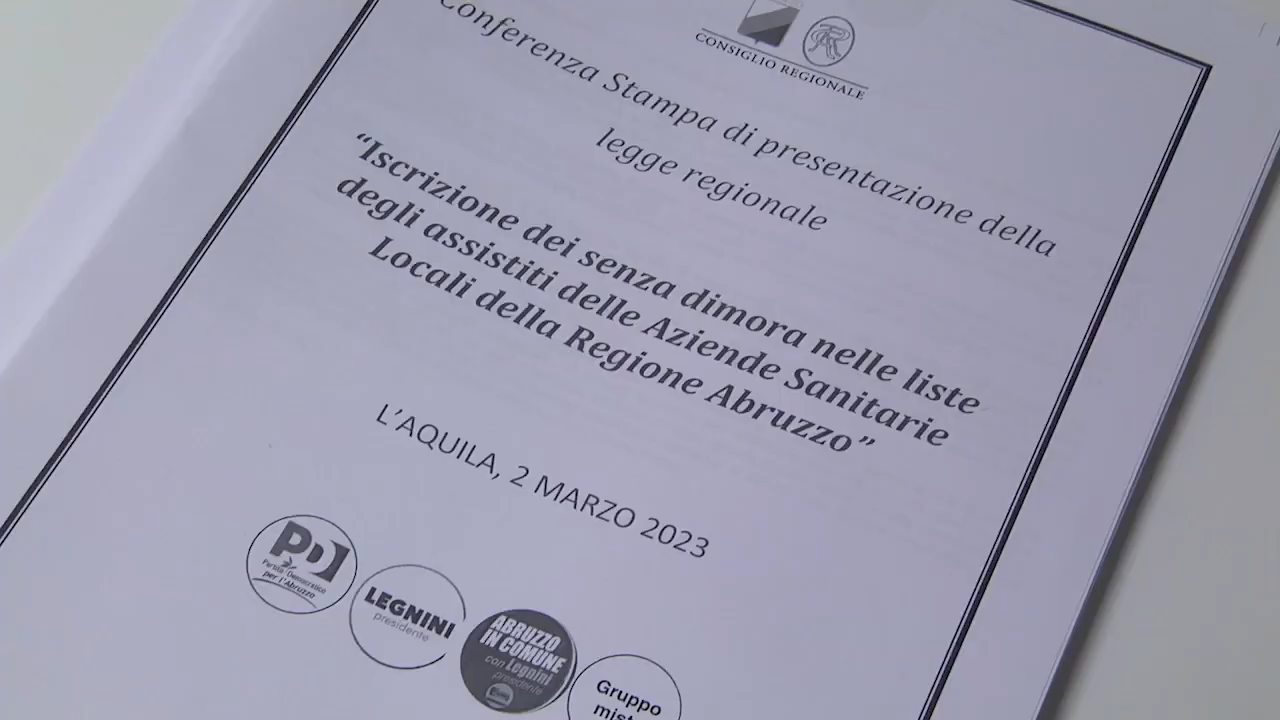 CONSIGLIO REGIONALE
Conferenza Stampa di presentazione della
legge regionale
“Iscrizione dei senza dimora nelle liste
degli assistiti delle Aziende Sanitarie
Locali della Regione Abruzzo”
L’AQUILA, 2 MARZO 2023
PD
Partito Democratico
per l'Abruzzo
LEGNINI
presidente
ABRUZZO
IN COMUNE
con Legnini
presidente
Gruppo